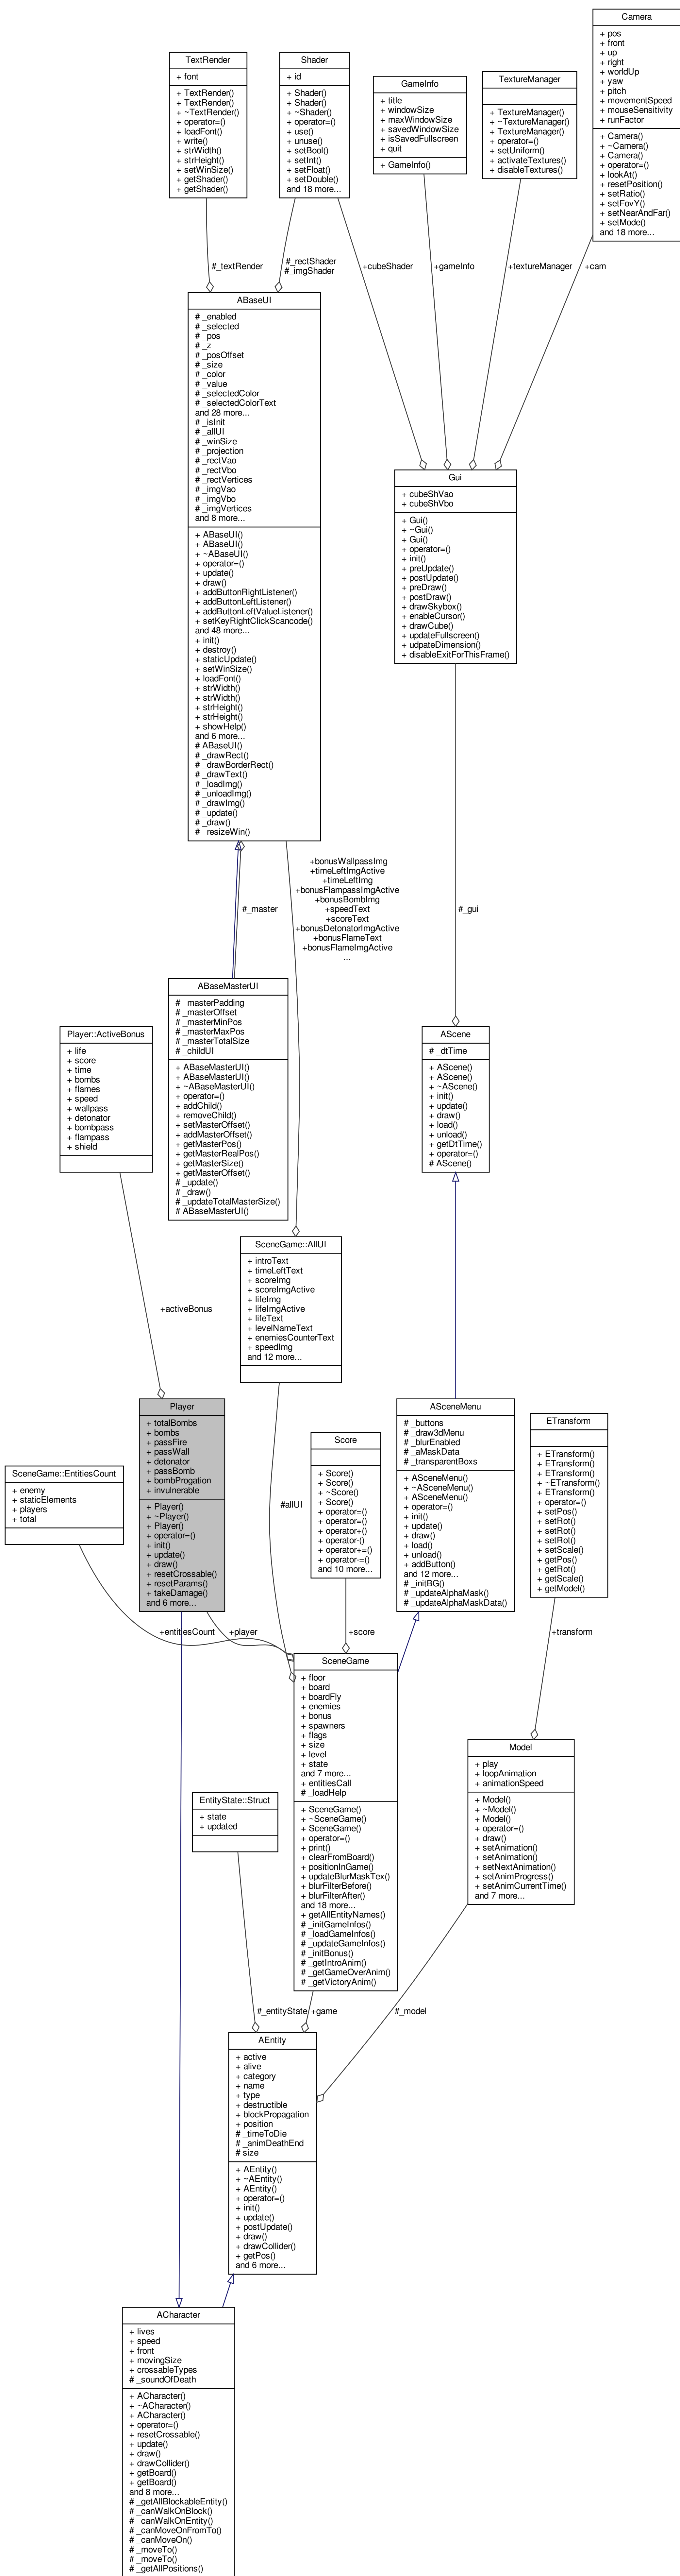 Camera
+ pos
+ front
+ up
+ right
+ worldUp
+ yaw
+ pitch
+ movementSpeed
+ mouseSensitivity
+ runFactor
+ Camera()
+ ~Camera()
+ Camera()
+ operator=()
+ lookAt()
+ resetPosition()
+ setRatio()
+ setFovY()
+ setNearAndFar()
+ setMode()
and 18 more...
TextRender
+ font
+ TextRender()
+ TextRender()
+ ~TextRender()
+ operator=()
+ loadFont()
+ write()
+ strWidth()
+ strHeight()
+ setWinSize()
+ getShader()
+ getShader()
Shader
+ id
+ Shader()
+ Shader()
+ ~Shader()
+ operator=()
+ use()
+ unuse()
+ setBool()
+ setInt()
+ setFloat()
+ setDouble()
and 18 more...
GameInfo
+ title
+ windowSize
+ maxWindowSize
+ savedWindowSize
+ isSavedFullscreen
+ quit
+ GameInfo()
TextureManager
+ TextureManager()
+ ~TextureManager()
+ TextureManager()
+ operator=()
+ setUniform()
+ activateTextures()
+ disableTextures()
#_textRender
#_rectShader
#_imgShader
+cubeShader
+gameInfo
+textureManager
+cam
ABaseUI
# _enabled
# _selected
# _pos
# _z
# _posOffset
# _size
# _color
# _value
# _selectedColor
# _selectedColorText
and 28 more...
# _isInit
# _allUI
# _winSize
# _projection
# _rectVao
# _rectVbo
# _rectVertices
# _imgVao
# _imgVbo
# _imgVertices
and 8 more...
+ ABaseUI()
+ ABaseUI()
+ ~ABaseUI()
+ operator=()
+ update()
+ draw()
+ addButtonRightListener()
+ addButtonLeftListener()
+ addButtonLeftValueListener()
+ setKeyRightClickScancode()
and 48 more...
+ init()
+ destroy()
+ staticUpdate()
+ setWinSize()
+ loadFont()
+ strWidth()
+ strWidth()
+ strHeight()
+ strHeight()
+ showHelp()
and 6 more...
# ABaseUI()
# _drawRect()
# _drawBorderRect()
# _drawText()
# _loadImg()
# _unloadImg()
# _drawImg()
# _update()
# _draw()
# _resizeWin()
Gui
+ cubeShVao
+ cubeShVbo
+ Gui()
+ ~Gui()
+ Gui()
+ operator=()
+ init()
+ preUpdate()
+ postUpdate()
+ preDraw()
+ postDraw()
+ drawSkybox()
+ enableCursor()
+ drawCube()
+ updateFullscreen()
+ udpateDimension()
+ disableExitForThisFrame()
#_master
+bonusWallpassImg
+timeLeftImgActive
+timeLeftImg
+bonusFlampassImgActive
+bonusBombImg
+speedText
+scoreText
+bonusDetonatorImgActive
+bonusFlameText
+bonusFlameImgActive
...
#_gui
ABaseMasterUI
# _masterPadding
# _masterOffset
# _masterMinPos
# _masterMaxPos
# _masterTotalSize
# _childUI
+ ABaseMasterUI()
+ ABaseMasterUI()
+ ~ABaseMasterUI()
+ operator=()
+ addChild()
+ removeChild()
+ setMasterOffset()
+ addMasterOffset()
+ getMasterPos()
+ getMasterRealPos()
+ getMasterSize()
+ getMasterOffset()
# _update()
# _draw()
# _updateTotalMasterSize()
# ABaseMasterUI()
Player::ActiveBonus
+ life
+ score
+ time
+ bombs
+ flames
+ speed
+ wallpass
+ detonator
+ bombpass
+ flampass
+ shield
AScene
# _dtTime
+ AScene()
+ AScene()
+ ~AScene()
+ init()
+ update()
+ draw()
+ load()
+ unload()
+ getDtTime()
+ operator=()
# AScene()
SceneGame::AllUI
+ introText
+ timeLeftText
+ scoreImg
+ scoreImgActive
+ lifeImg
+ lifeImgActive
+ lifeText
+ levelNameText
+ enemiesCounterText
+ speedImg
and 12 more...
+activeBonus
Player
+ totalBombs
+ bombs
+ passFire
+ passWall
+ detonator
+ passBomb
+ bombProgation
+ invulnerable
+ Player()
+ ~Player()
+ Player()
+ operator=()
+ init()
+ update()
+ draw()
+ resetCrossable()
+ resetParams()
+ takeDamage()
and 6 more...
ASceneMenu
# _buttons
# _draw3dMenu
# _blurEnabled
# _aMaskData
# _transparentBoxs
+ ASceneMenu()
+ ~ASceneMenu()
+ ASceneMenu()
+ operator=()
+ init()
+ update()
+ draw()
+ load()
+ unload()
+ addButton()
and 12 more...
# _initBG()
# _updateAlphaMask()
# _updateAlphaMaskData()
ETransform
+ ETransform()
+ ETransform()
+ ETransform()
+ ~ETransform()
+ ETransform()
+ operator=()
+ setPos()
+ setRot()
+ setRot()
+ setRot()
+ setScale()
+ getPos()
+ getRot()
+ getScale()
+ getModel()
Score
+ Score()
+ Score()
+ ~Score()
+ Score()
+ operator=()
+ operator=()
+ operator+()
+ operator-()
+ operator+=()
+ operator-=()
and 10 more...
SceneGame::EntitiesCount
+ enemy
+ staticElements
+ players
+ total
#allUI
+entitiesCount
+player
+score
+transform
SceneGame
+ floor
+ board
+ boardFly
+ enemies
+ bonus
+ spawners
+ flags
+ size
+ level
+ state
and 7 more...
+ entitiesCall
# _loadHelp
+ SceneGame()
+ ~SceneGame()
+ SceneGame()
+ operator=()
+ print()
+ clearFromBoard()
+ positionInGame()
+ updateBlurMaskTex()
+ blurFilterBefore()
+ blurFilterAfter()
and 18 more...
+ getAllEntityNames()
# _initGameInfos()
# _loadGameInfos()
# _updateGameInfos()
# _initBonus()
# _getIntroAnim()
# _getGameOverAnim()
# _getVictoryAnim()
Model
+ play
+ loopAnimation
+ animationSpeed
+ Model()
+ ~Model()
+ Model()
+ operator=()
+ draw()
+ setAnimation()
+ setAnimation()
+ setNextAnimation()
+ setAnimProgress()
+ setAnimCurrentTime()
and 7 more...
EntityState::Struct
+ state
+ updated
#_entityState
+game
#_model
AEntity
+ active
+ alive
+ category
+ name
+ type
+ destructible
+ blockPropagation
+ position
# _timeToDie
# _animDeathEnd
# size
+ AEntity()
+ ~AEntity()
+ AEntity()
+ operator=()
+ init()
+ update()
+ postUpdate()
+ draw()
+ drawCollider()
+ getPos()
and 6 more...
ACharacter
+ lives
+ speed
+ front
+ movingSize
+ crossableTypes
# _soundOfDeath
+ ACharacter()
+ ~ACharacter()
+ ACharacter()
+ operator=()
+ resetCrossable()
+ update()
+ draw()
+ drawCollider()
+ getBoard()
+ getBoard()
and 8 more...
# _getAllBlockableEntity()
# _canWalkOnBlock()
# _canWalkOnEntity()
# _canMoveOnFromTo()
# _canMoveOn()
# _moveTo()
# _moveTo()
# _getAllPositions()